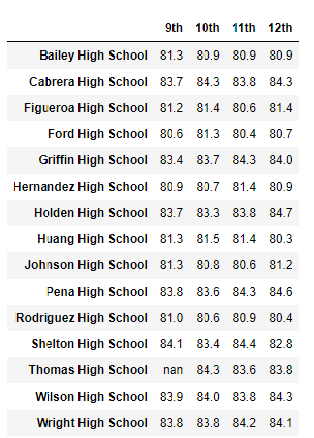 9th 10th 11th 12th
Bailey High School 81.3 80.9 80.9 80.9
Cabrera High School 83.7 84.3 83.8 84.3
Figueroa High School 81.2 81.4 80.6 81.4
Ford High School 80.6 81.3 80.4 80.7
Griffin High School 83.4 83.7 84.3 84.0
Hernandez High School 80.9 80.7 81.4 80.9
Holden High School 83.7 83.3 83.8 84.7
Huang High School 81.3 81.5 81.4 80.3
Johnson High School 81.3 80.8 80.6 81.2
Pena High School 83.8 83.6 84.3 84.6
Rodriguez High School 81.0 80.6 80.9 80.4
Shelton High School 84.1 83.4 84.4 82.8
Thomas High School nan 84.3 83.6 83.8
Wilson High School 83.9 84.0 83.8 84.3
Wright High School 83.8 83.8 84.2 84.1